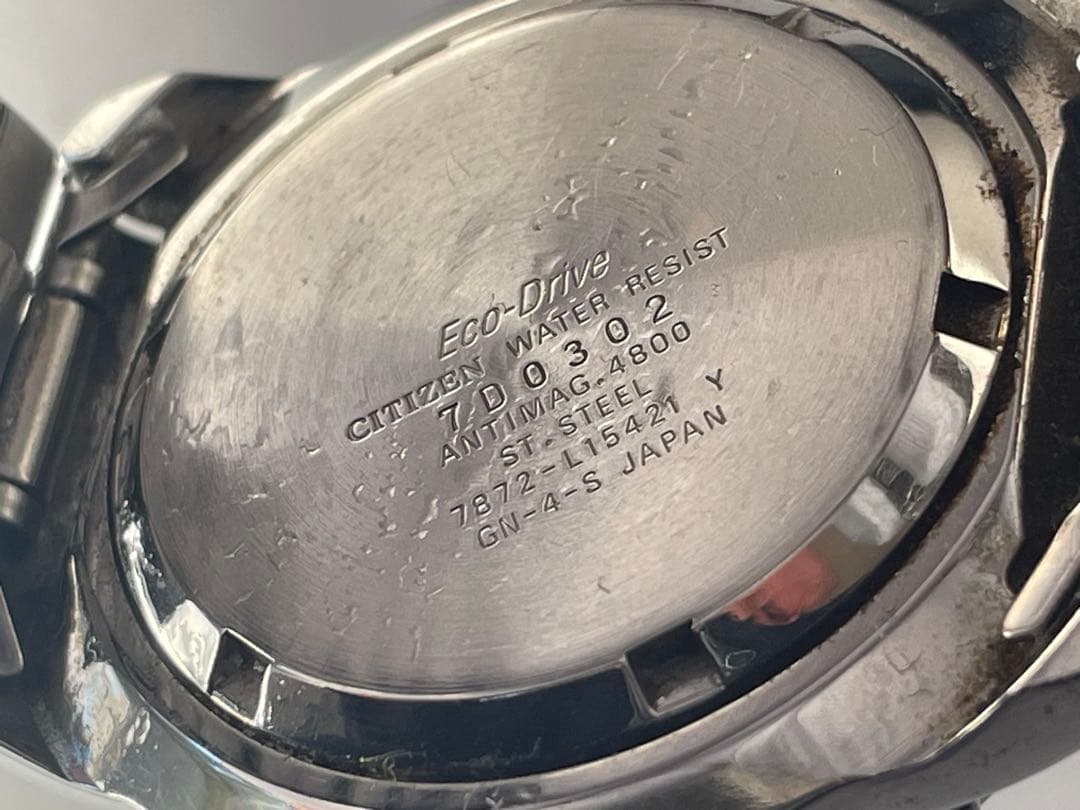 Eco-Drive
CITIZEN WATER RESIST
7D0302
ANTIMAG.4800
ST.STEEL
7872-L15421 Y
GN-4-S JAPAN